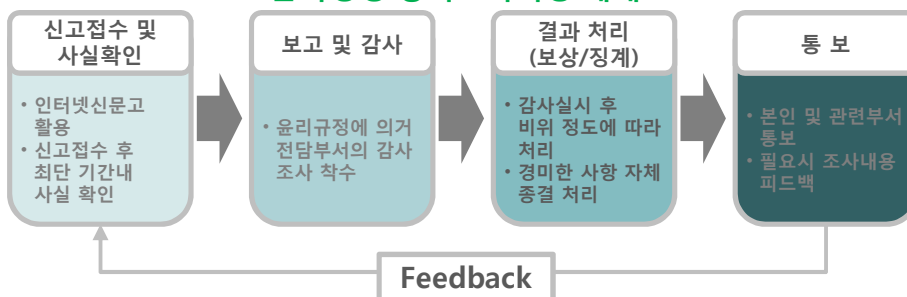 신고접수 및
사실확인
• 인터넷신문고
활용
• 신고접수 후
최단 기간내
사실 확인
보고 및 감사
• 윤리규정에 의거
전담부서의 감사
조사 착수
결과 처리
(보상/징계)
• 감사실시 후
비위 정도에 따라
처리
• 경미한 사항 자체
종결 처리
통 보
• 본인 및 관련부서
통보
• 필요시 조사내용
피드백
Feedback